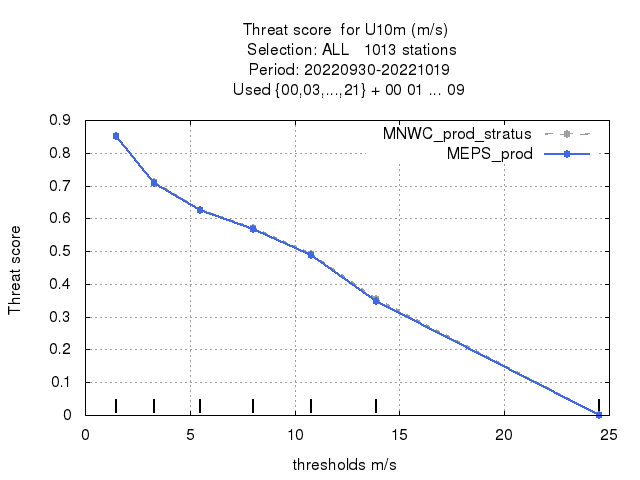 Threat score  for U10m (m/s)
Selection: ALL   1013 stations
Period: 20220930-20221019
Used {00,03,...,21} + 00 01 ... 09
MNWC_prod_stratus
MEPS_prod
0.9
0.8
0.7
0.6
0.5
0.4
0.3
0.2
0.1
0
Threat score
0 5 10 15 20 25
thresholds m/s